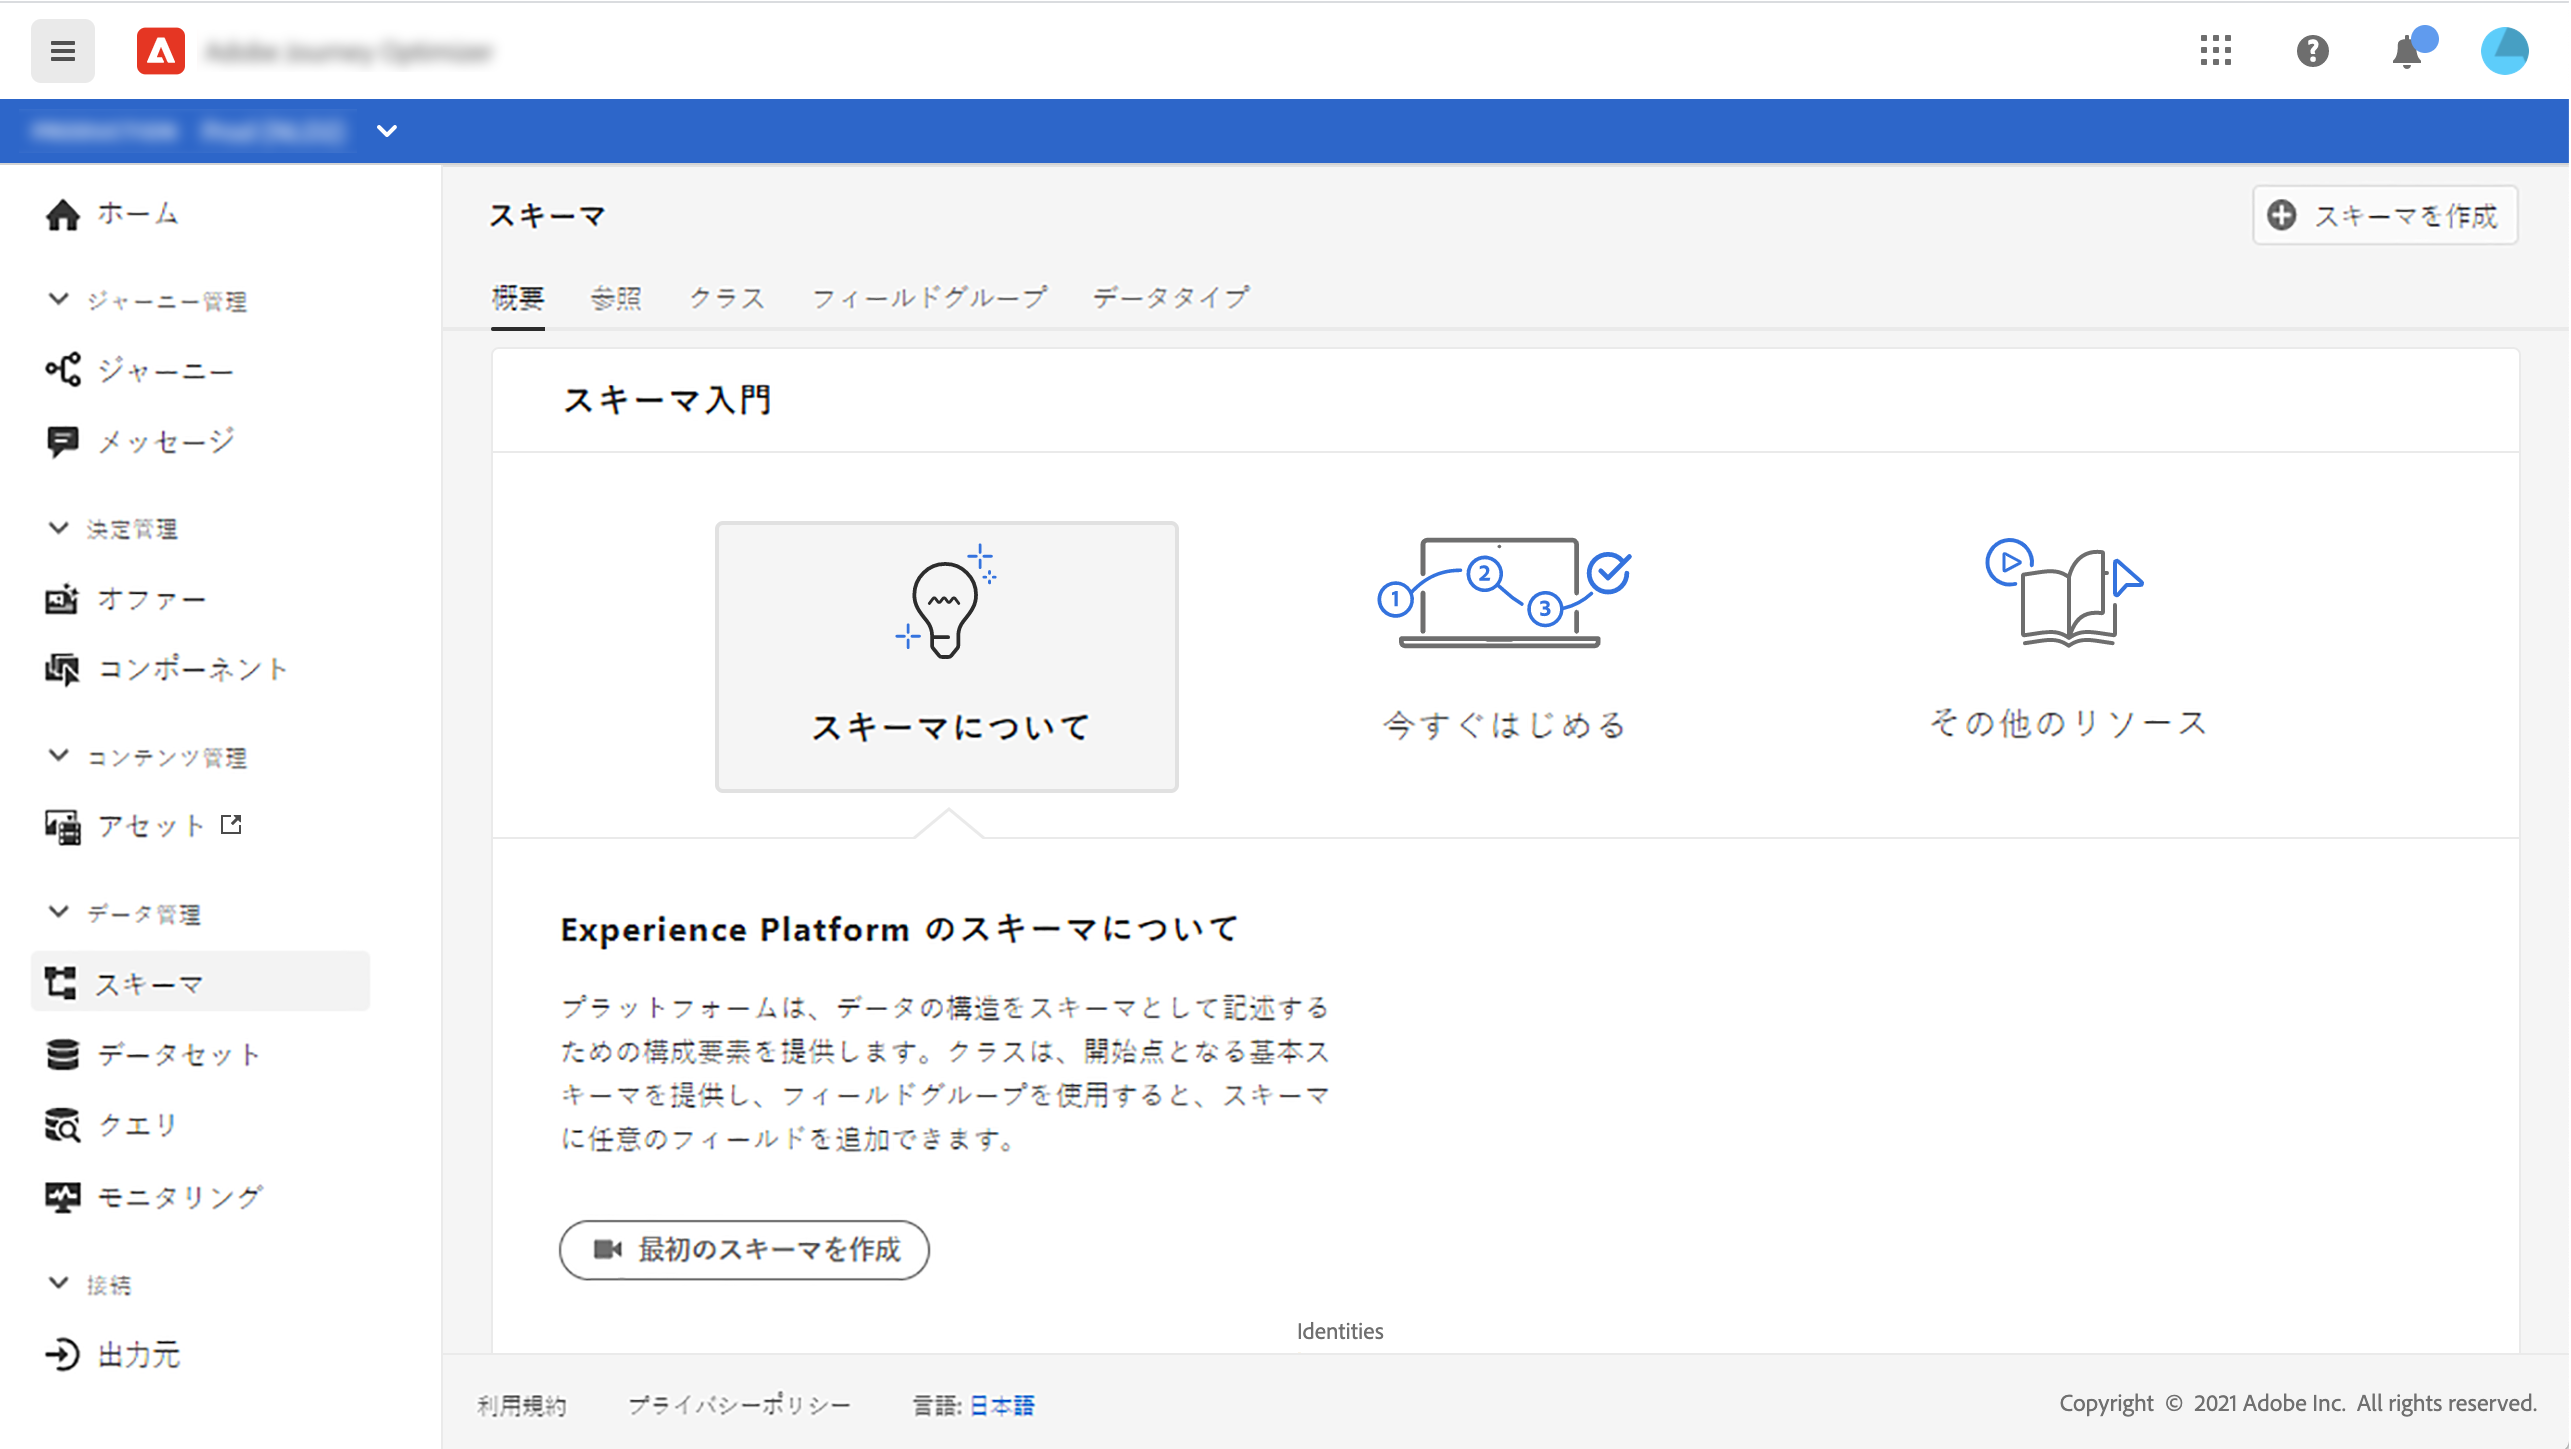 ホーム
ジャーニー管理
ジャーニー
メッセージ
決定管理
オファー
コンポーネント
コンテンツ管理
アセット
データ管理
スキーマ
データセット
クエリ
モニタリング
接続
出力元
スキーマ
スキーマを作成
概要 参照 クラス フィールドグループ データタイプ
スキーマ入門
1 2 3
スキーマについて 今すぐはじめる その他のリソース
Experience Platform のスキーマについて
プラットフォームは、データの構造をスキーマとして記述する
ための構成要素を提供します。クラスは、開始点となる基本ス
キーマを提供し、フィールドグループを使用すると、スキーマ
に任意のフィールドを追加できます。
最初のスキーマを作成
Identities
利用規約 プライバシーポリシー 言語: 日本語
Copyright © 2021 Adobe Inc. All rights reserved.